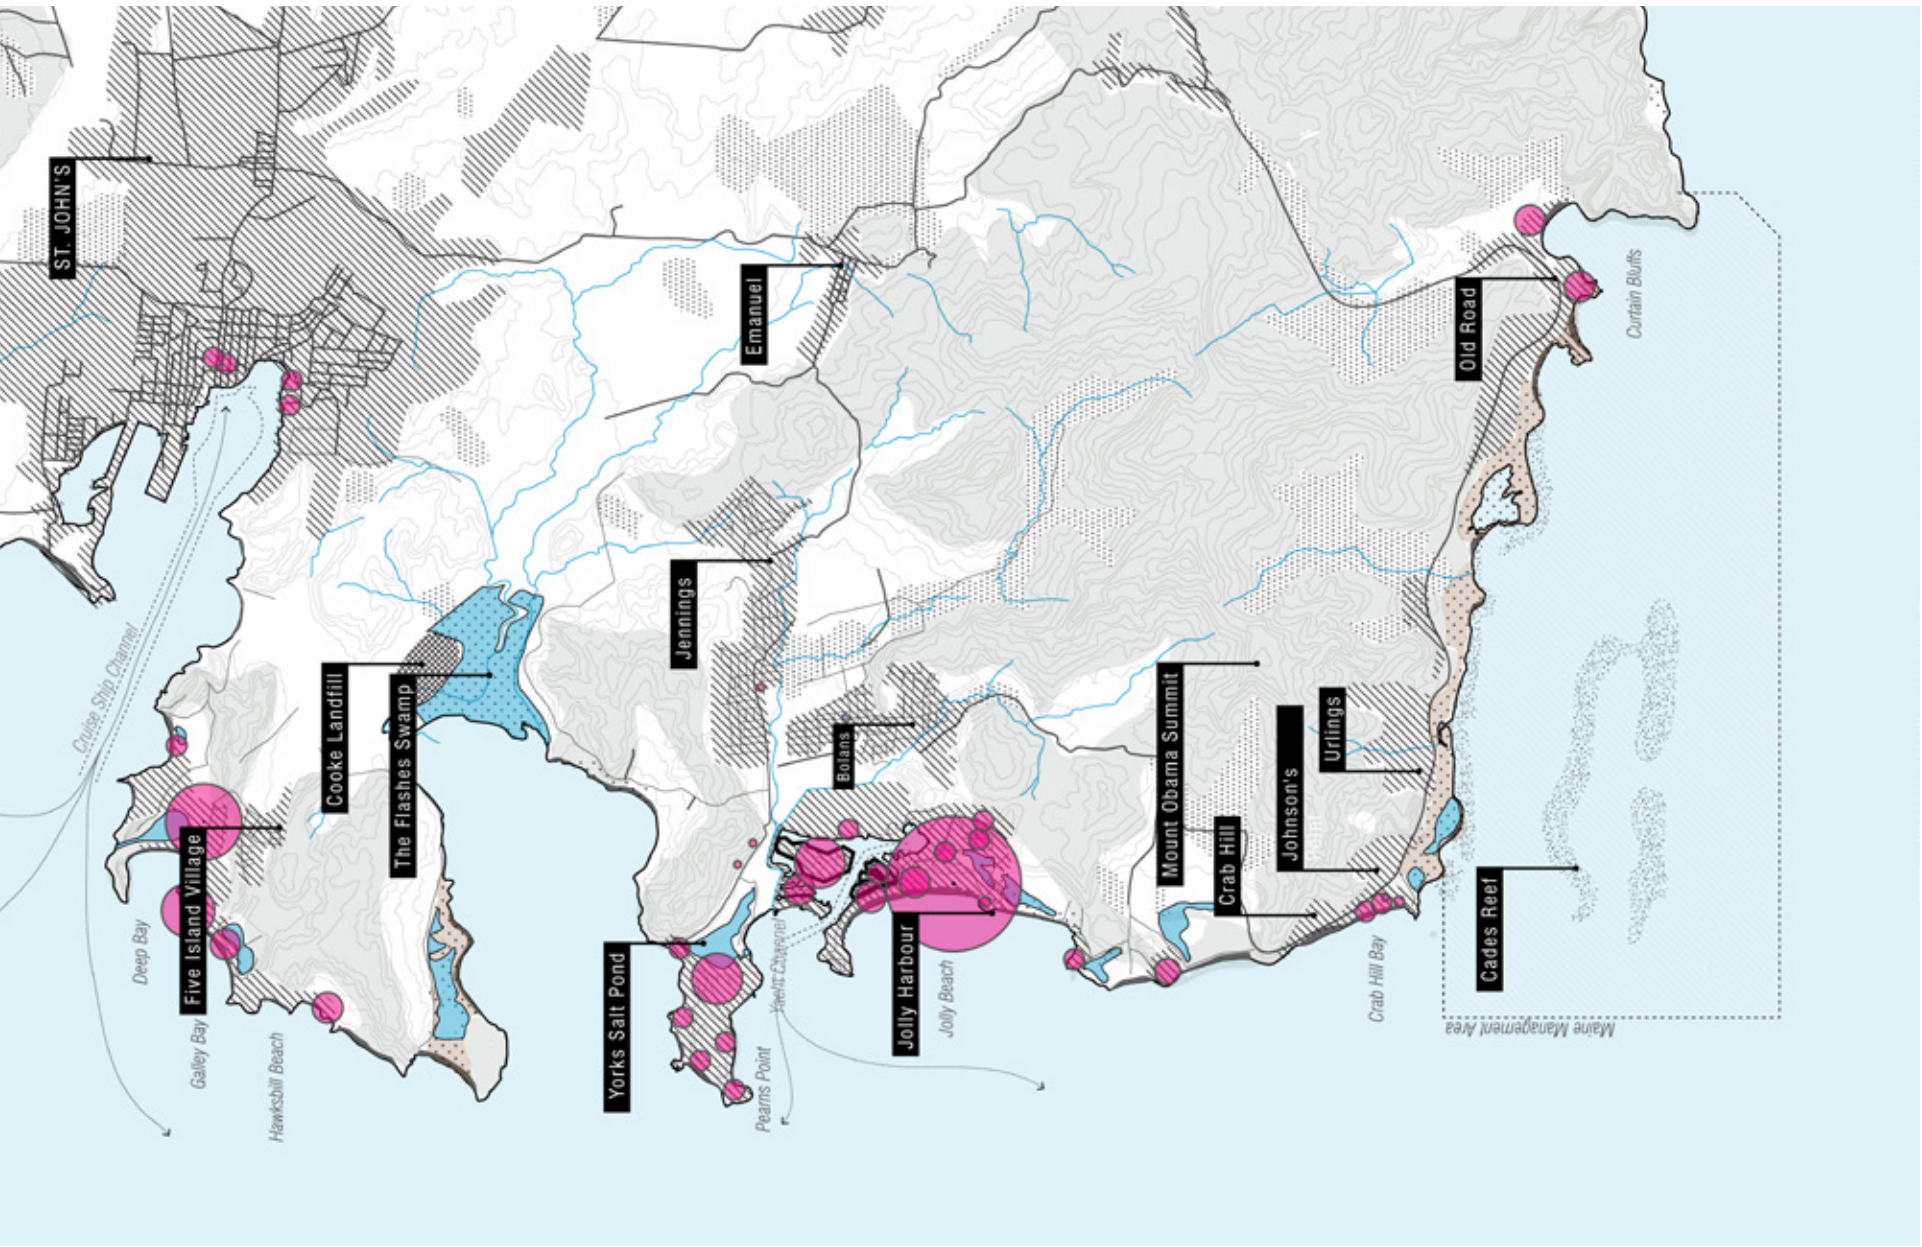 ST. JOHN'S
Emanuel
Old Road
Curtain Bluffs
Jennings
Cooke Landfill
The Flashes Swamp
Cruise Ship Channel
Bolans
Mount Obama Summit
Urlings
Johnson's
Crab Hill
Five Island Village
Deep Bay
Galley Bay
Hawksbill Beach
Yorks Salt Pond
Yacht Channel
Pearns Point
Jolly Harbour
Jolly Beach
Crab Hill Bay
Cades Reef
Maine Management Area